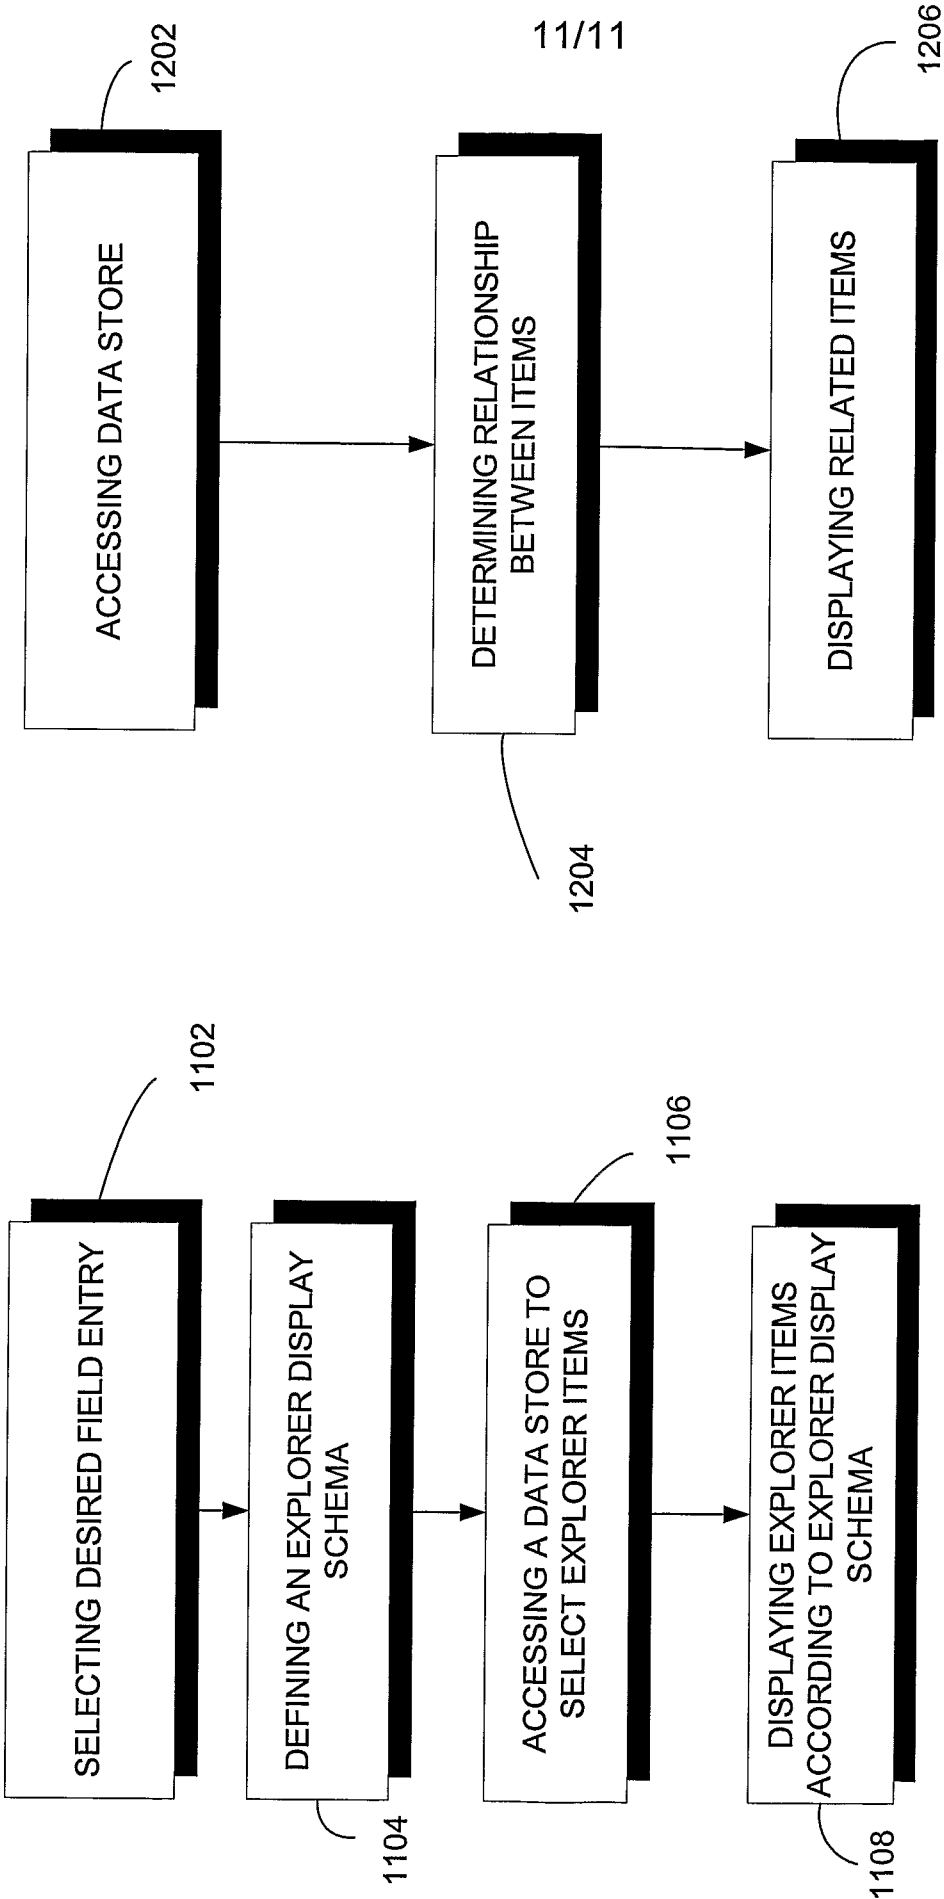 11/11
SELECTING DESIRED FIELD ENTRY
1102
DEFINING AN EXPLORER DISPLAY
SCHEMA
1104
ACCESSING A DATA STORE TO
SELECT EXPLORER ITEMS
1106
DISPLAYING EXPLORER ITEMS
ACCORDING TO EXPLORER DISPLAY
SCHEMA
1108
ACCESSING DATA STORE
1202
DETERMINING RELATIONSHIP
BETWEEN ITEMS
1204
DISPLAYING RELATED ITEMS
1206